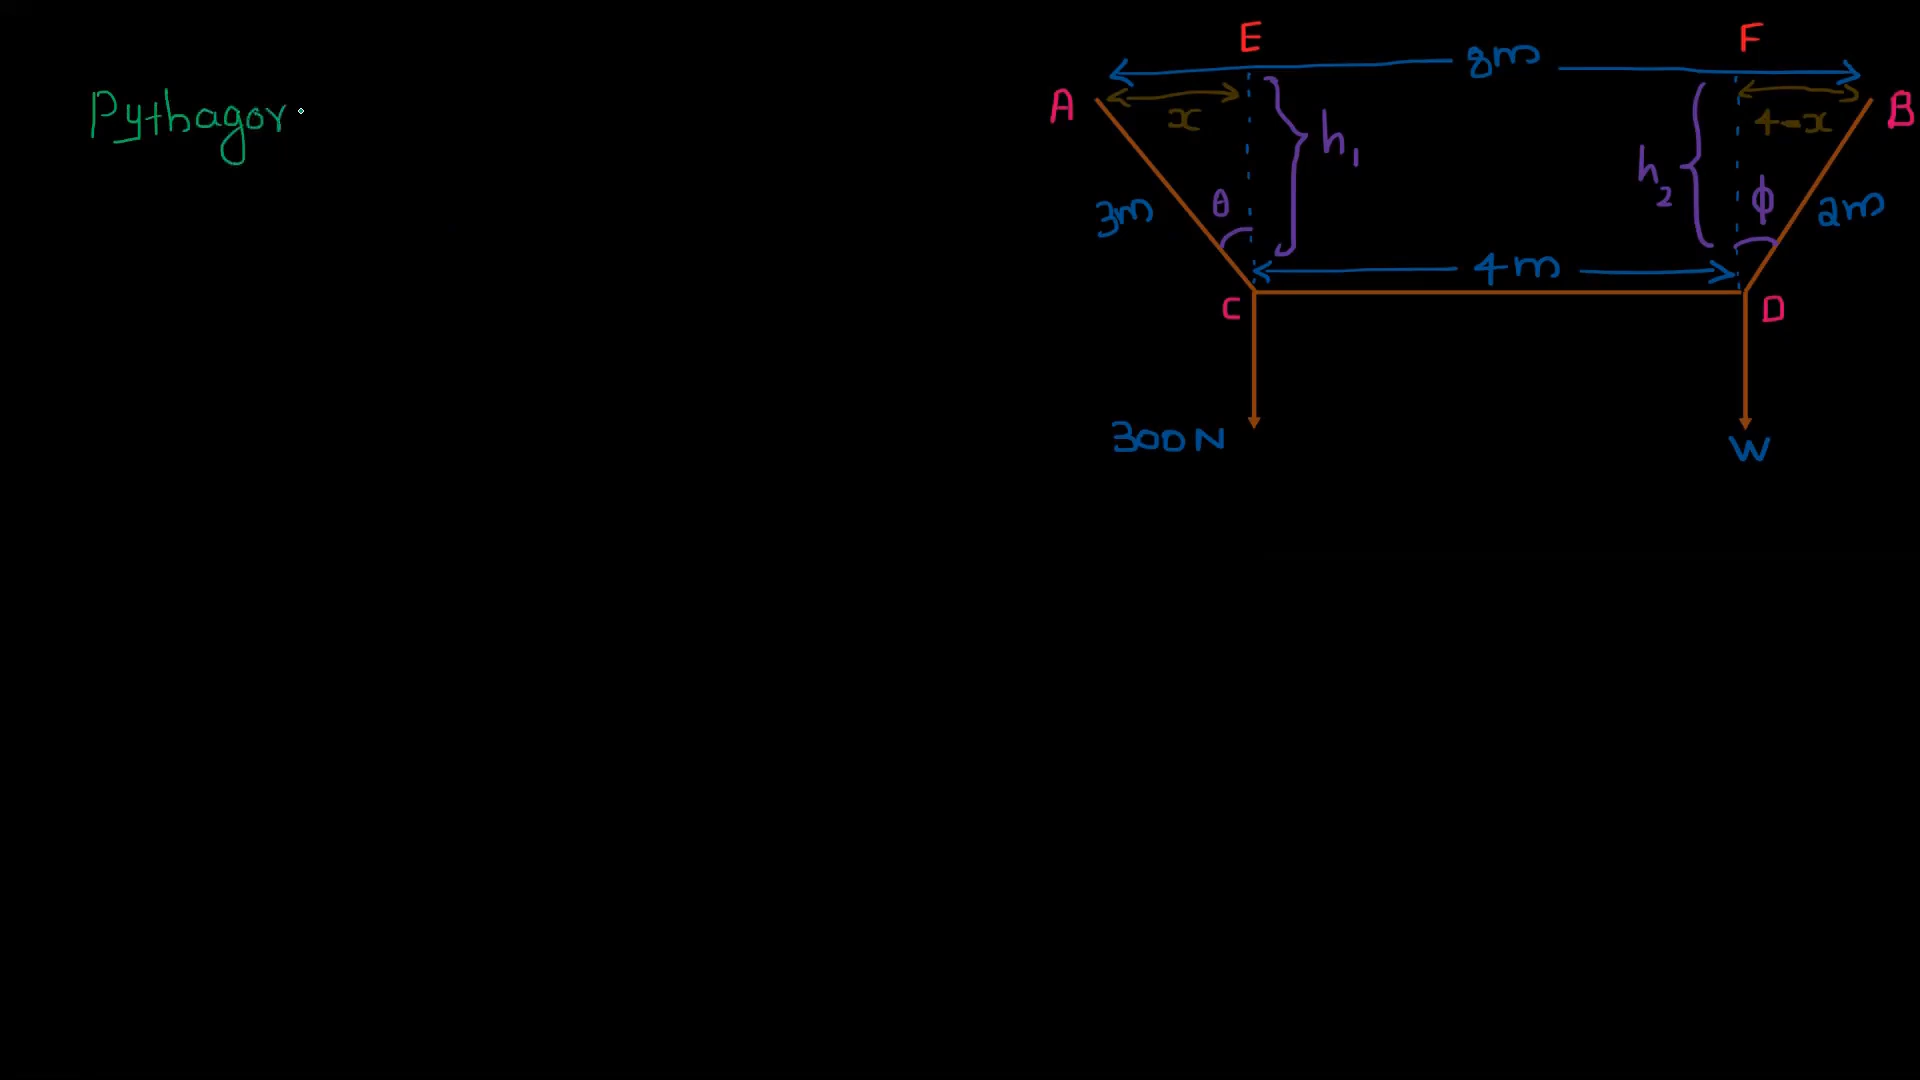 Pythagor
E
F
8m
A
x
h₁
h₂
4-x
B
3m
θ
ϕ
2m
4m
C
D
300N
W